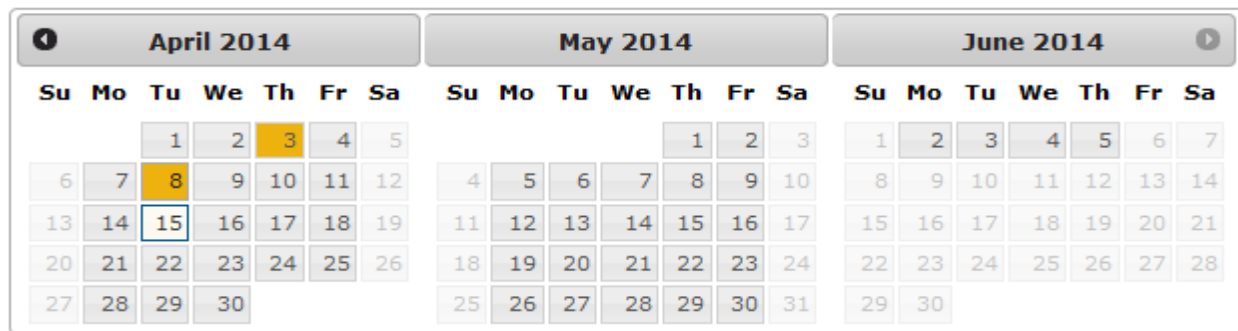 April 2014 May 2014 June 2014
Su Mo Tu We Th Fr Sa Su Mo Tu We Th Fr Sa Su Mo Tu We Th Fr Sa
1 2 3 4 5 1 2 3 1 2 3 4 5 6 7
6 7 8 9 10 11 12 4 5 6 7 8 9 10 8 9 10 11 12 13 14
13 14 15 16 17 18 19 11 12 13 14 15 16 17 15 16 17 18 19 20 21
20 21 22 23 24 25 26 18 19 20 21 22 23 24 22 23 24 25 26 27 28
27 28 29 30 25 26 27 28 29 30 31 29 30